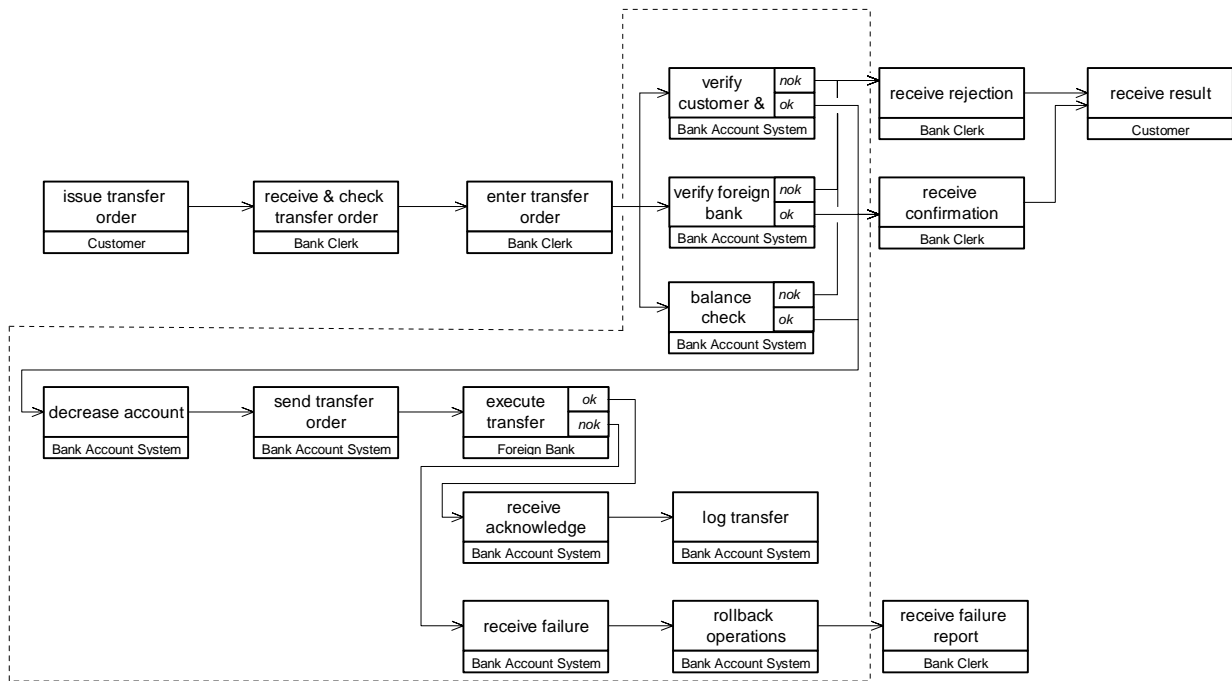 verify
customer &
nok
ok
Bank Account System
receive rejection
Bank Clerk
receive result
Customer
issue transfer
order
Customer
receive & check
transfer order
Bank Clerk
enter transfer
order
Bank Clerk
verify foreign
bank
nok
ok
Bank Account System
receive
confirmation
Bank Clerk
balance
check
nok
ok
Bank Account System
decrease account
Bank Account System
send transfer
order
Bank Account System
execute
transfer
ok
nok
Foreign Bank
receive
acknowledge
Bank Account System
log transfer
Bank Account System
receive failure
Bank Account System
rollback
operations
Bank Account System
receive failure
report
Bank Clerk